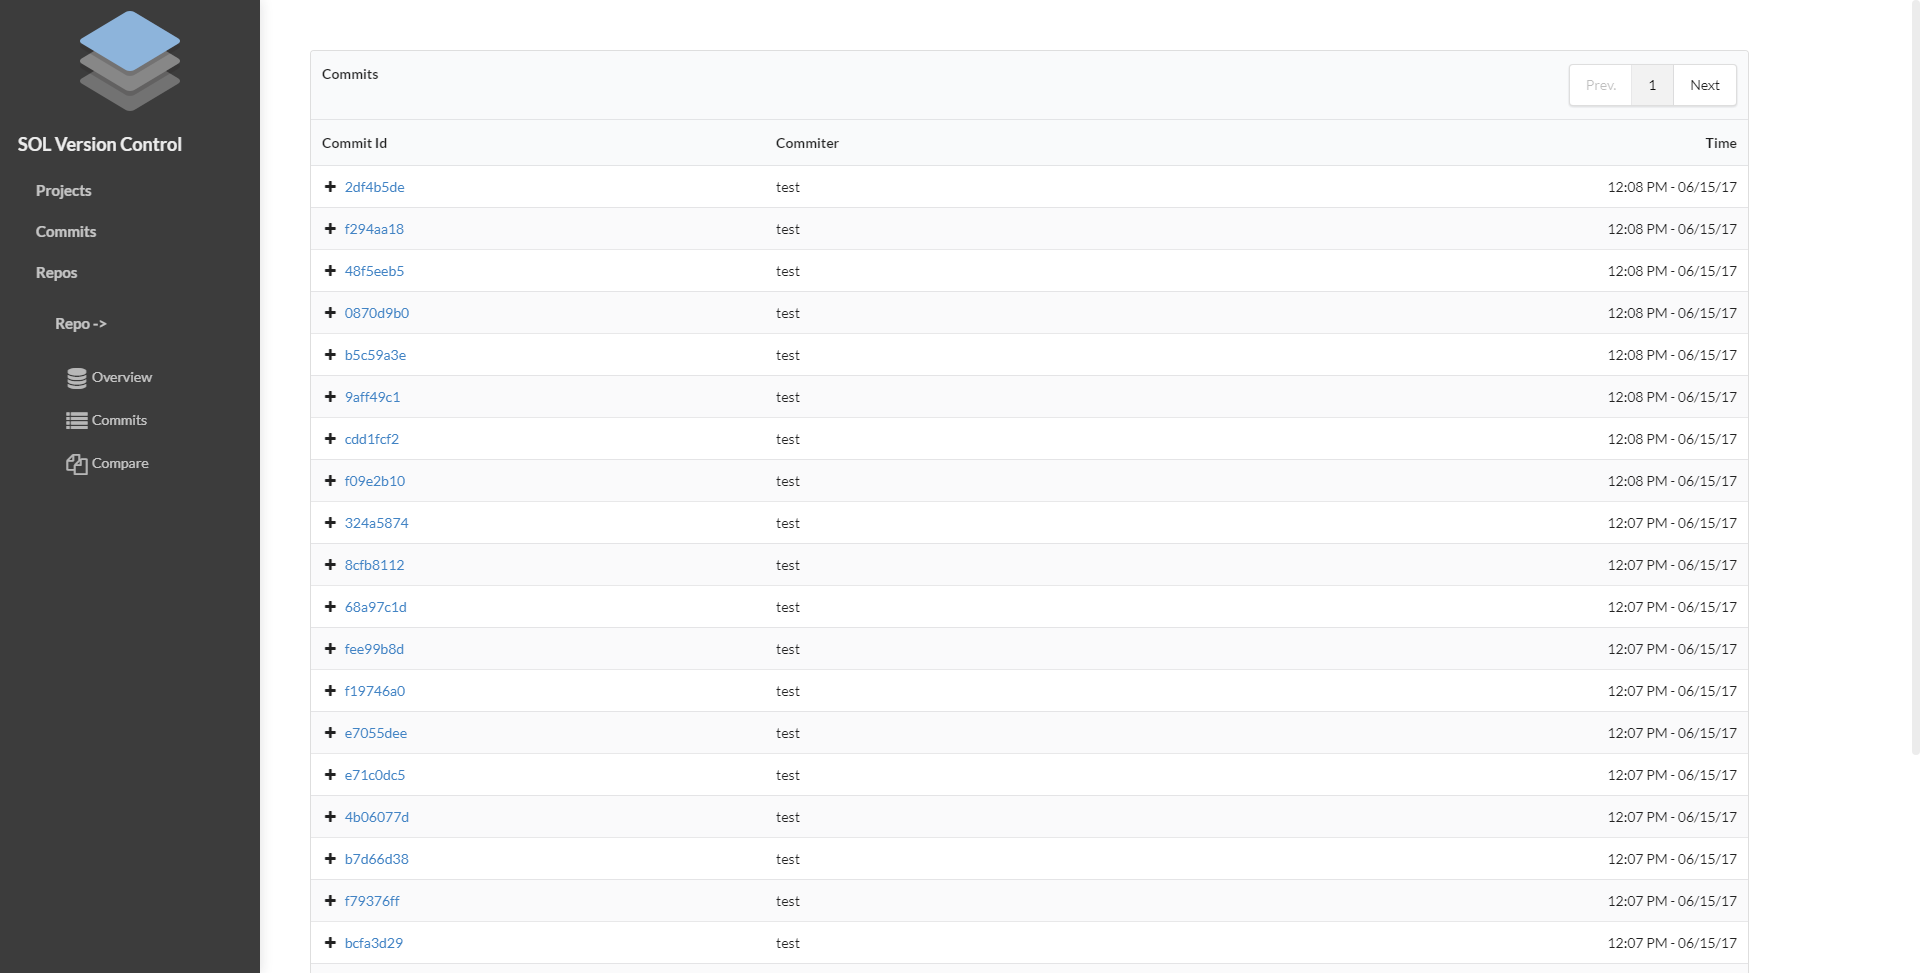 SOL Version Control
Projects
Commits
Repos
Repo ->
Overview
Commits
Compare
Commits
Prev. 1 Next
Commit Id Commiter Time
2df4b5de test 12:08 PM - 06/15/17
f294aa18 test 12:08 PM - 06/15/17
48f5eeb5 test 12:08 PM - 06/15/17
0870d9b0 test 12:08 PM - 06/15/17
b5c59a3e test 12:08 PM - 06/15/17
9aff49c1 test 12:08 PM - 06/15/17
cdd1fcf2 test 12:08 PM - 06/15/17
f09e2b10 test 12:08 PM - 06/15/17
324a5874 test 12:07 PM - 06/15/17
8cfb8112 test 12:07 PM - 06/15/17
68a97c1d test 12:07 PM - 06/15/17
fee99b8d test 12:07 PM - 06/15/17
f19746a0 test 12:07 PM - 06/15/17
e7055dee test 12:07 PM - 06/15/17
e71c0dc5 test 12:07 PM - 06/15/17
4b06077d test 12:07 PM - 06/15/17
b7d66d38 test 12:07 PM - 06/15/17
f79376ff test 12:07 PM - 06/15/17
bcfa3d29 test 12:07 PM - 06/15/17